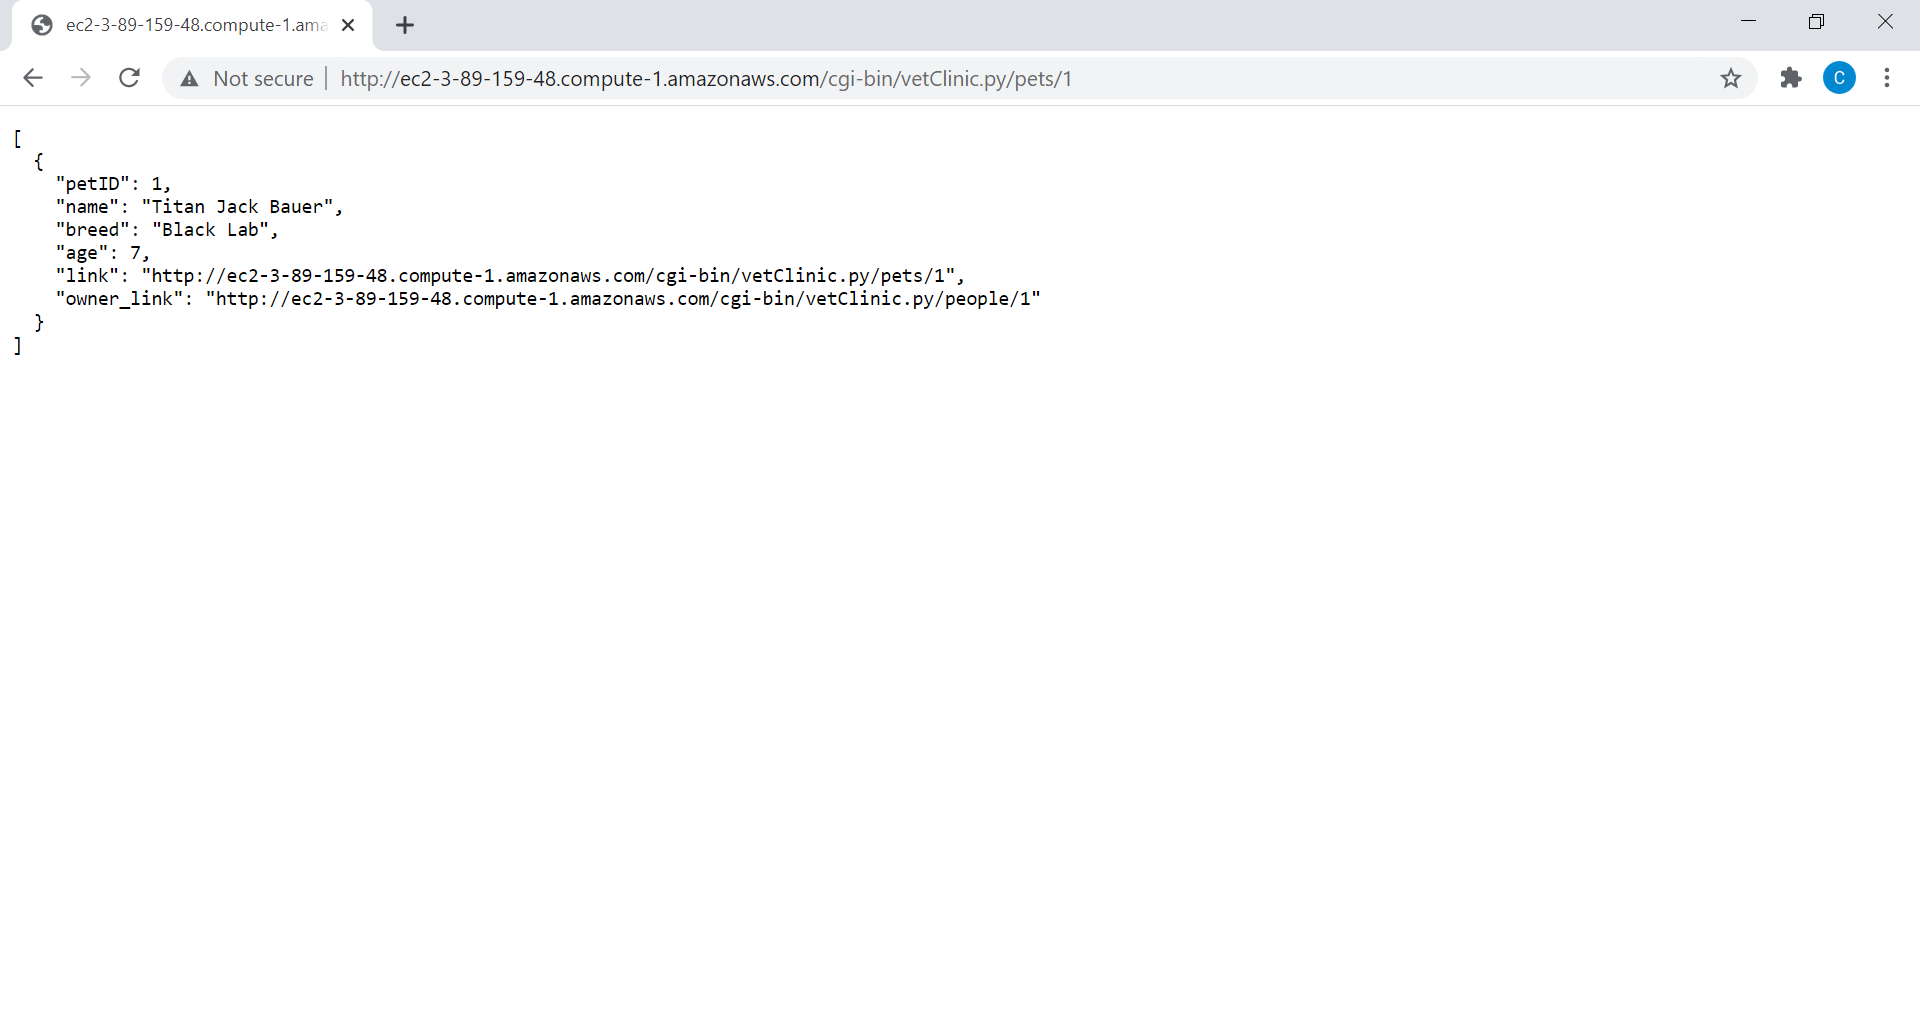 ec2-3-89-159-48.compute-1.ama
Not secure | http://ec2-3-89-159-48.compute-1.amazonaws.com/cgi-bin/vetClinic.py/pets/1
C
[
  {
    "petID": 1,
    "name": "Titan Jack Bauer",
    "breed": "Black Lab",
    "age": 7,
    "link": "http://ec2-3-89-159-48.compute-1.amazonaws.com/cgi-bin/vetClinic.py/pets/1",
    "owner_link": "http://ec2-3-89-159-48.compute-1.amazonaws.com/cgi-bin/vetClinic.py/people/1"
  }
]